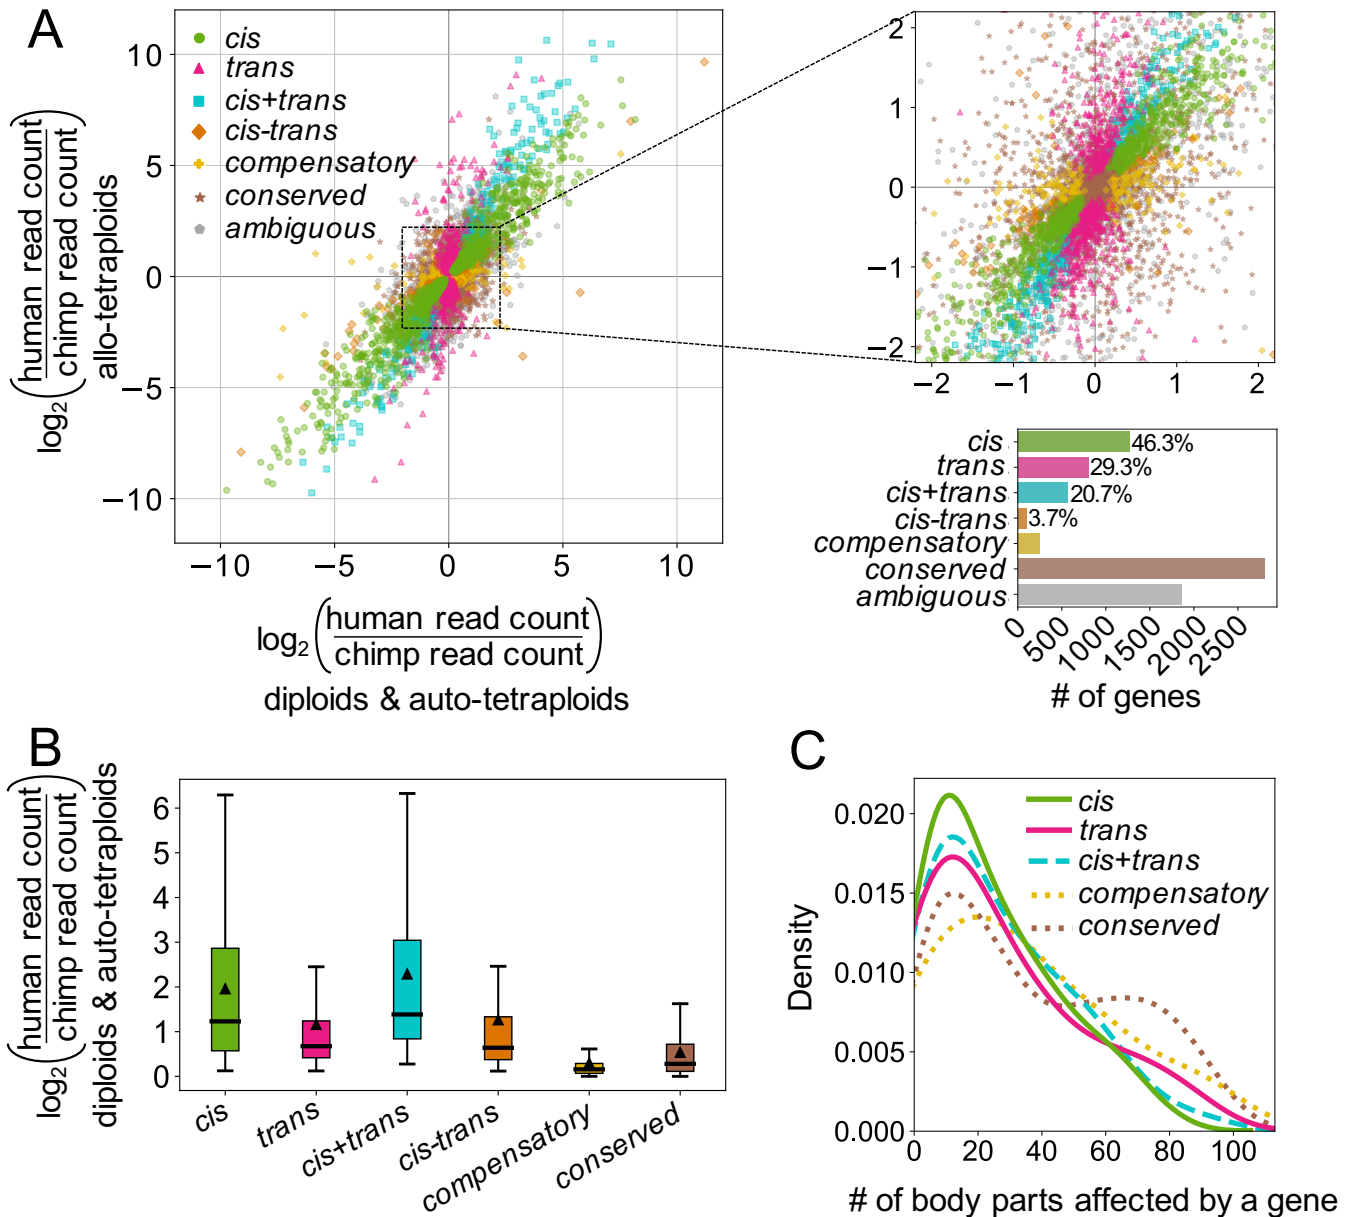 A
cis
trans
cis+trans
cis-trans
compensatory
conserved
ambiguous
log2(human read count
chimp read count)
allo-tetraploids
10
5
0
−5
−10
−10 −5 0 5 10
log2(human read count
chimp read count)
diploids & auto-tetraploids
2
1
0
−1
−2
−2 −1 0 1 2
cis 46.3%
trans 29.3%
cis+trans 20.7%
cis-trans 3.7%
compensatory
conserved
ambiguous
0 500 1000 1500 2000 2500
# of genes
B
log2(human read count
chimp read count)
diploids & auto-tetraploids
6
5
4
3
2
1
0
cis trans cis+trans cis-trans compensatory conserved
C
cis
trans
cis+trans
compensatory
conserved
Density
0.020
0.015
0.010
0.005
0.000
0 20 40 60 80 100
# of body parts affected by a gene